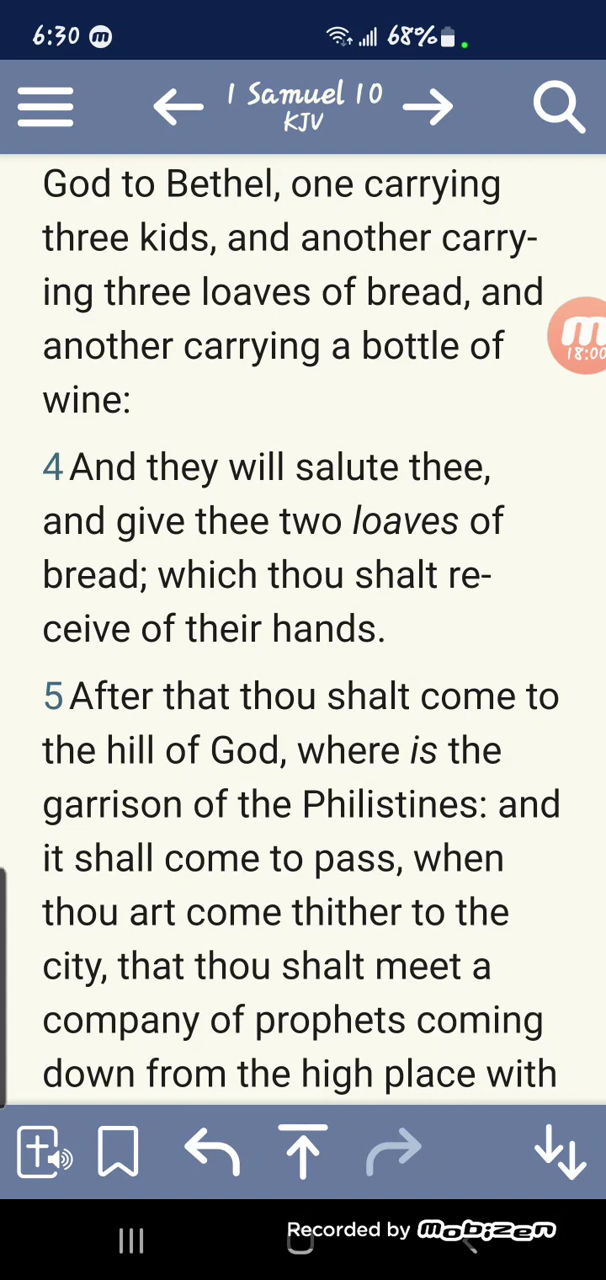 6:30 m 68%
1 Samuel 10
KJV
God to Bethel, one carrying
three kids, and another carry-
ing three loaves of bread, and
another carrying a bottle of
wine:
m
18:00
4 And they will salute thee,
and give thee two loaves of
bread; which thou shalt re-
ceive of their hands.
5 After that thou shalt come to
the hill of God, where is the
garrison of the Philistines: and
it shall come to pass, when
thou art come thither to the
city, that thou shalt meet a
company of prophets coming
down from the high place with
Recorded by mobizen